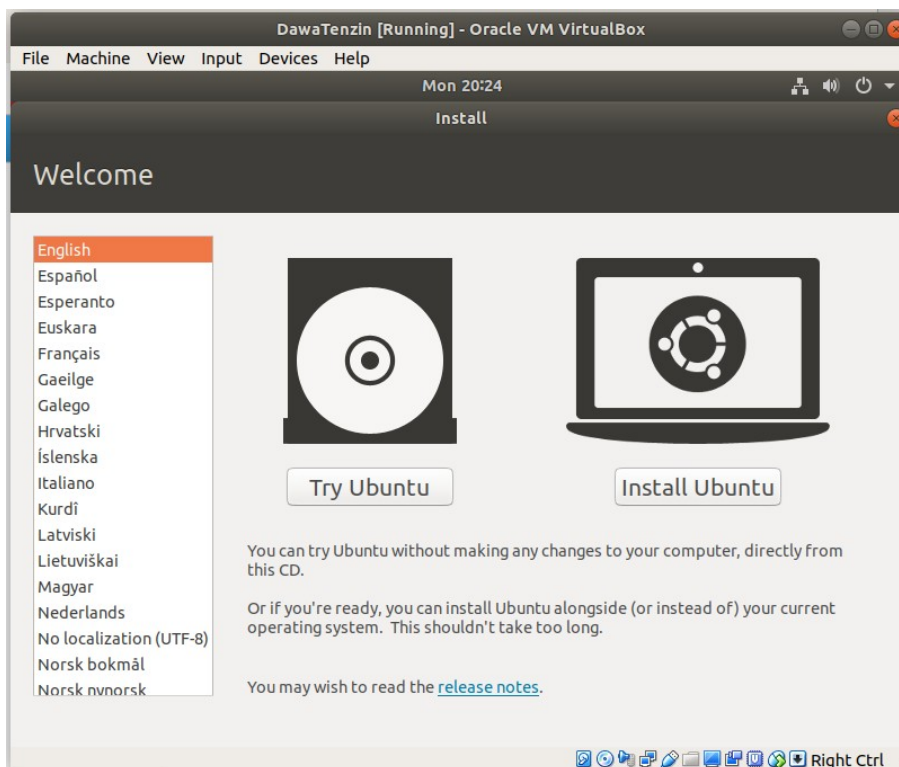 DawaTenzin [Running] - Oracle VM VirtualBox
File Machine View Input Devices Help
Mon 20:24
Install
Welcome
English
Español
Esperanto
Euskara
Français
Gaeilge
Galego
Hrvatski
Íslenska
Italiano
Kurdî
Latviski
Lietuviškai
Magyar
Nederlands
No localization (UTF-8)
Norsk bokmål
Norsk nynorsk
Try Ubuntu
Install Ubuntu
You can try Ubuntu without making any changes to your computer, directly from
this CD.
Or if you're ready, you can install Ubuntu alongside (or instead of) your current
operating system. This shouldn't take too long.
You may wish to read the release notes.
Right Ctrl